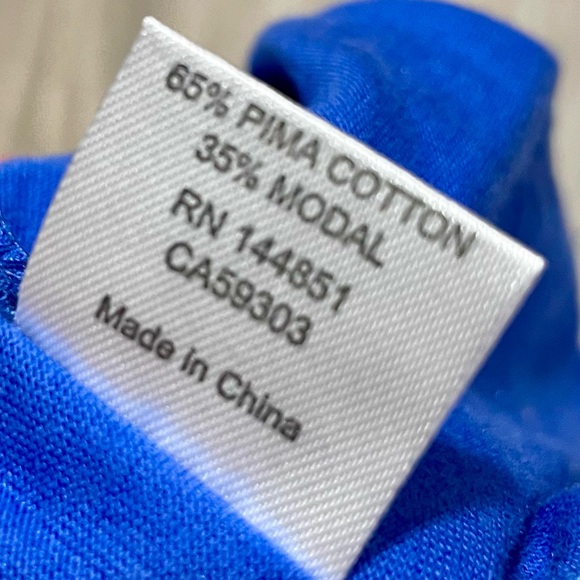 65% PIMA COTTON
35% MODAL
RN 144851
CA59303
Made in China